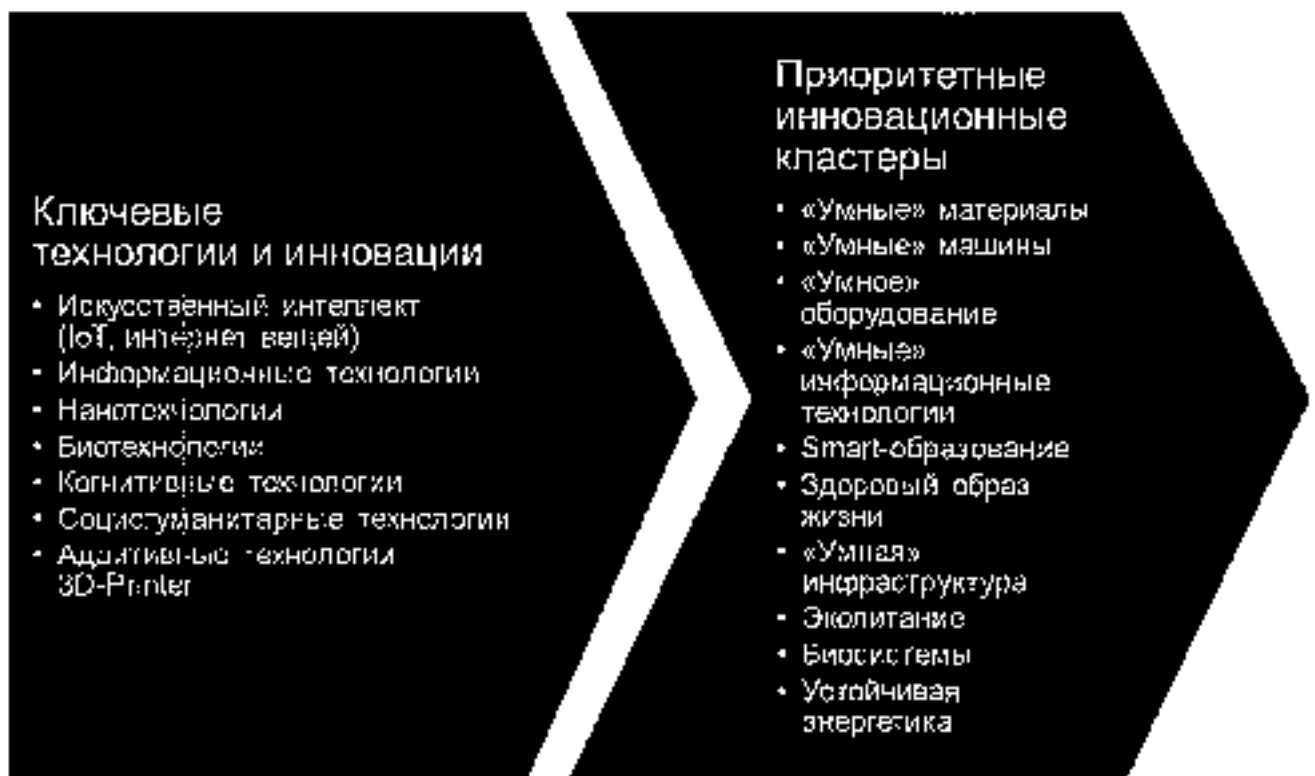 Ключевые
технологии и инновации
• Искусственный интеллект
(IoT, интернет вещей)
• Информационные технологии
• Нанотехнологии
• Биотехнологии
• Когнитивные технологии
• Социогуманитарные технологии
• Аддитивные технологии
3D-Printer
Приоритетные
инновационные
кластеры
• «Умные» материалы
• «Умные» машины
• «Умное»
оборудование
• «Умные»
информационные
технологии
• Smart-образование
• Здоровый образ
жизни
• «Умная»
инфраструктура
• Экопитание
• Биосистемы
• Устойчивая
энергетика